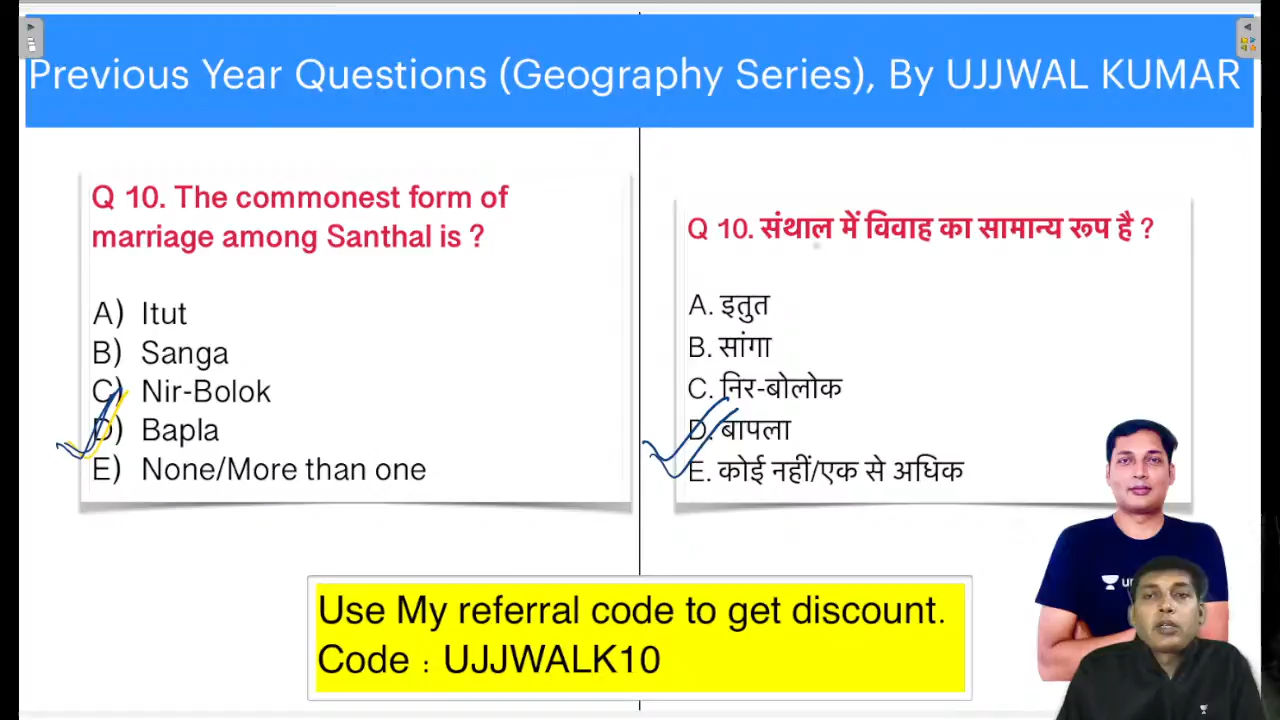 Previous Year Questions (Geography Series), By UJJWAL KUMAR
Q 10. The commonest form of
marriage among Santhal is ?
A) Itut
B) Sanga
C) Nir-Bolok
D) Bapla
E) None/More than one
Q 10. संथाल में विवाह का सामान्य रूप है ?
A. इतुत
B. सांगा
C. निर-बोलोक
D. बापला
E. कोई नहीं/एक से अधिक
Use My referral code to get discount.
Code : UJJWALK10